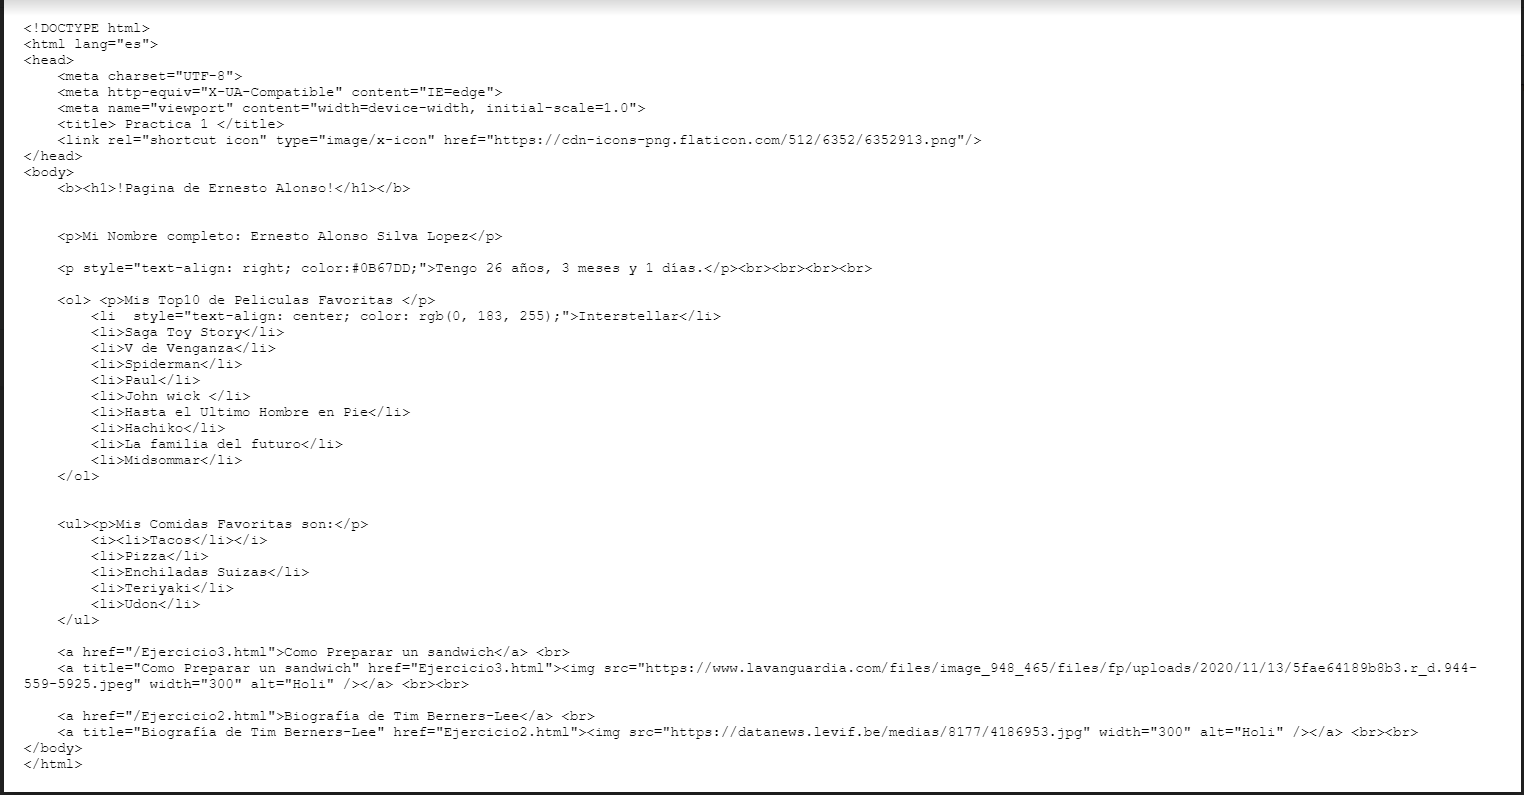 <!DOCTYPE html>
<html lang="es">
<head>
    <meta charset="UTF-8">
    <meta http-equiv="X-UA-Compatible" content="IE=edge">
    <meta name="viewport" content="width=device-width, initial-scale=1.0">
    <title> Practica 1 </title>
    <link rel="shortcut icon" type="image/x-icon" href="https://cdn-icons-png.flaticon.com/512/6352/6352913.png"/>
</head>
<body>
    <b><h1>!Pagina de Ernesto Alonso!</h1></b>
    <p>Mi Nombre completo: Ernesto Alonso Silva Lopez</p>
    <p style="text-align: right; color:#0B67DD;">Tengo 26 años, 3 meses y 1 días.</p><br><br><br><br>
    <ol> <p>Mis Top10 de Peliculas Favoritas </p>
        <li  style="text-align: center; color: rgb(0, 183, 255);">Interstellar</li>
        <li>Saga Toy Story</li>
        <li>V de Venganza</li>
        <li>Spiderman</li>
        <li>Paul</li>
        <li>John wick </li>
        <li>Hasta el Ultimo Hombre en Pie</li>
        <li>Hachiko</li>
        <li>La familia del futuro</li>
        <li>Midsommar</li>
    </ol>
    <ul><p>Mis Comidas Favoritas son:</p>
        <i><li>Tacos</li></i>
        <li>Pizza</li>
        <li>Enchiladas Suizas</li>
        <li>Teriyaki</li>
        <li>Udon</li>
    </ul>
    <a href="/Ejercicio3.html">Como Preparar un sandwich</a> <br>
    <a title="Como Preparar un sandwich" href="Ejercicio3.html"><img src="https://www.lavanguardia.com/files/image_948_465/files/fp/uploads/2020/11/13/5fae64189b8b3.r_d.944-
559-5925.jpeg" width="300" alt="Holi" /></a> <br><br>
    <a href="/Ejercicio2.html">Biografía de Tim Berners-Lee</a> <br>
    <a title="Biografía de Tim Berners-Lee" href="Ejercicio2.html"><img src="https://datanews.levif.be/medias/8177/4186953.jpg" width="300" alt="Holi" /></a> <br><br>
</body>
</html>